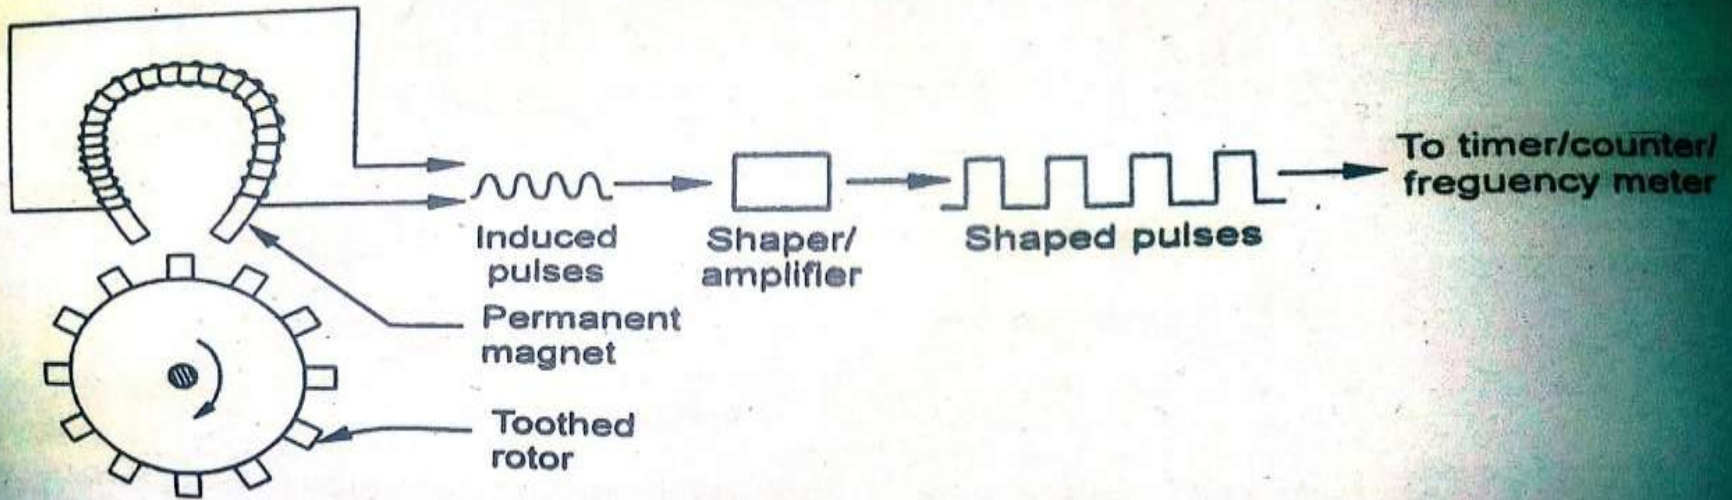 Induced
pulses
Shaper/
amplifier
Shaped pulses
To timer/counter/
freguency meter
Permanent
magnet
Toothed
rotor